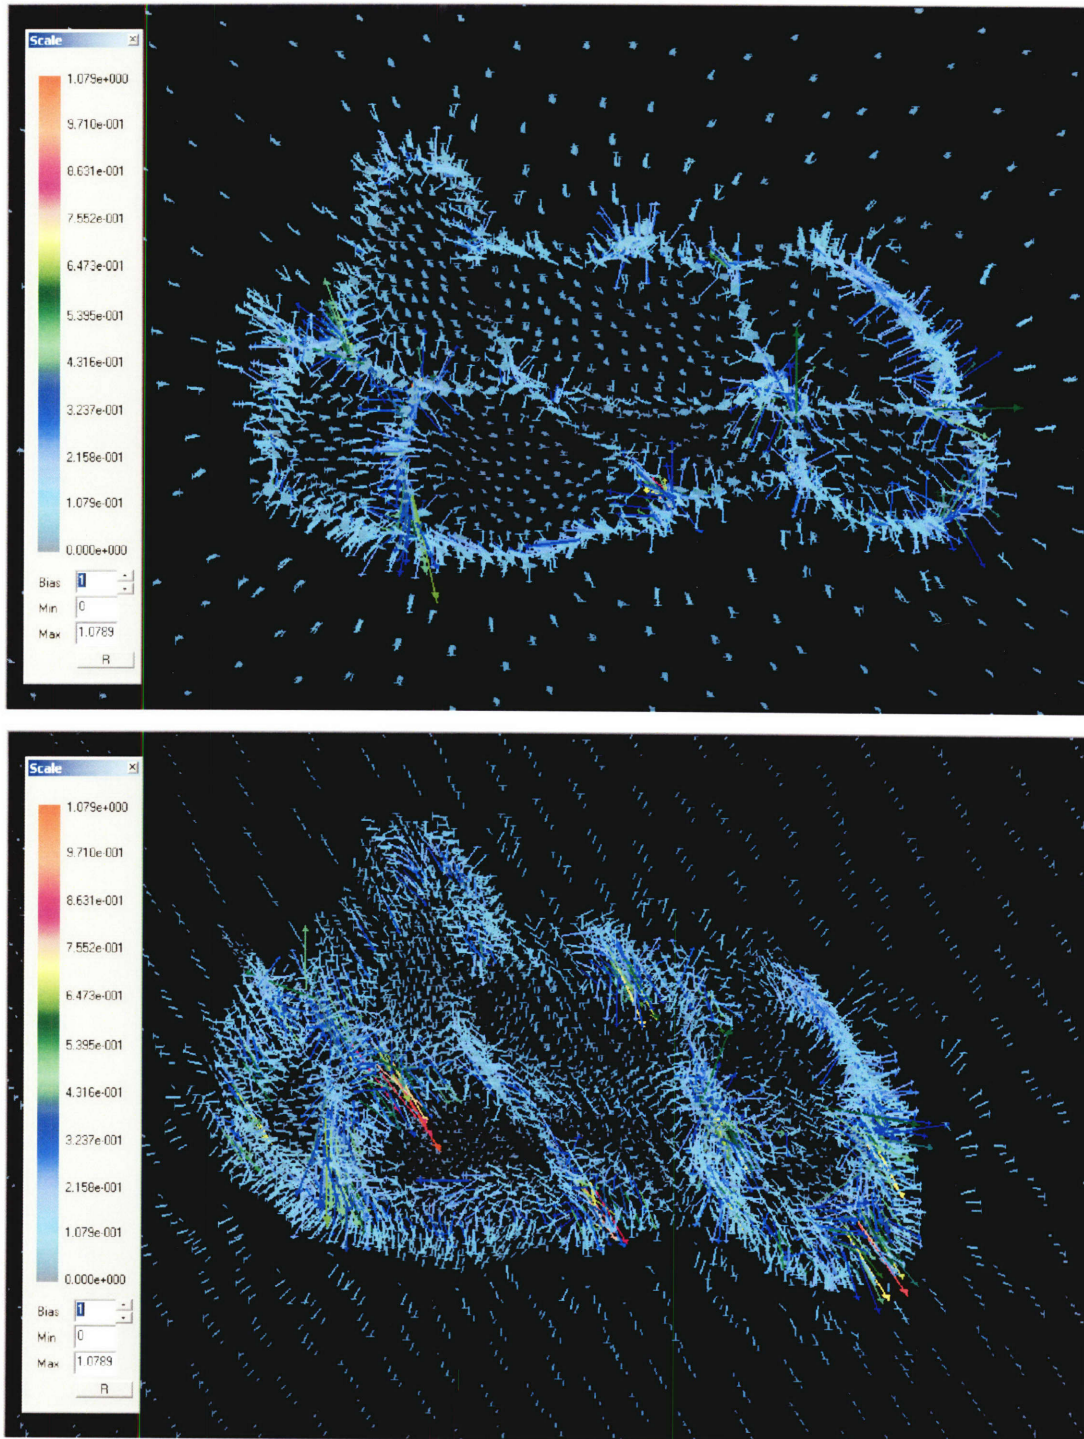 Scale
1.079e+000
9.710e-001
8.631e-001
7.552e-001
6.473e-001
5.395e-001
4.316e-001
3.237e-001
2.158e-001
1.079e-001
0.000e+000
Bias 1
Min 0
Max 1.0789
R
Scale
1.079e+000
9.710e-001
8.631e-001
7.552e-001
6.473e-001
5.395e-001
4.316e-001
3.237e-001
2.158e-001
1.079e-001
0.000e+000
Bias 1
Min 0
Max 1.0789
R